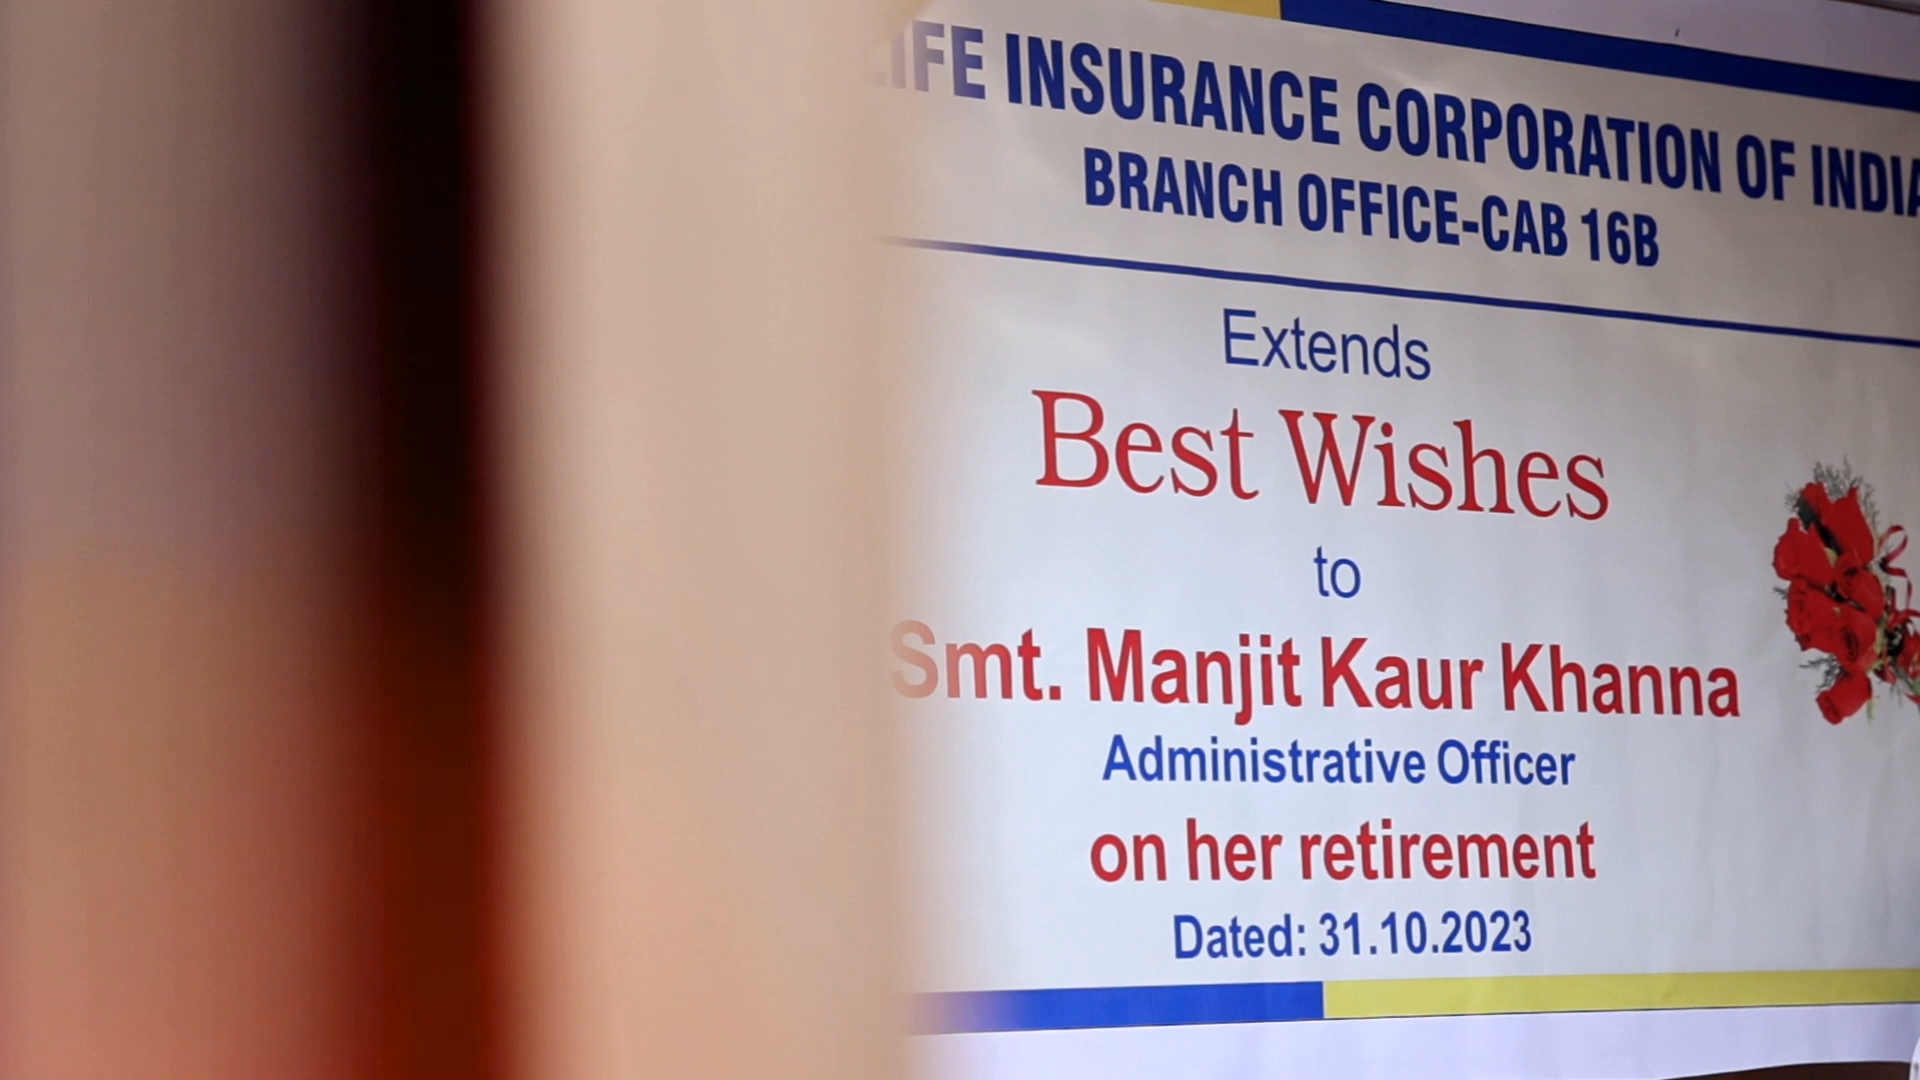 LIFE INSURANCE CORPORATION OF INDIA
BRANCH OFFICE-CAB 16B
Extends
Best Wishes
to
Smt. Manjit Kaur Khanna
Administrative Officer
on her retirement
Dated: 31.10.2023